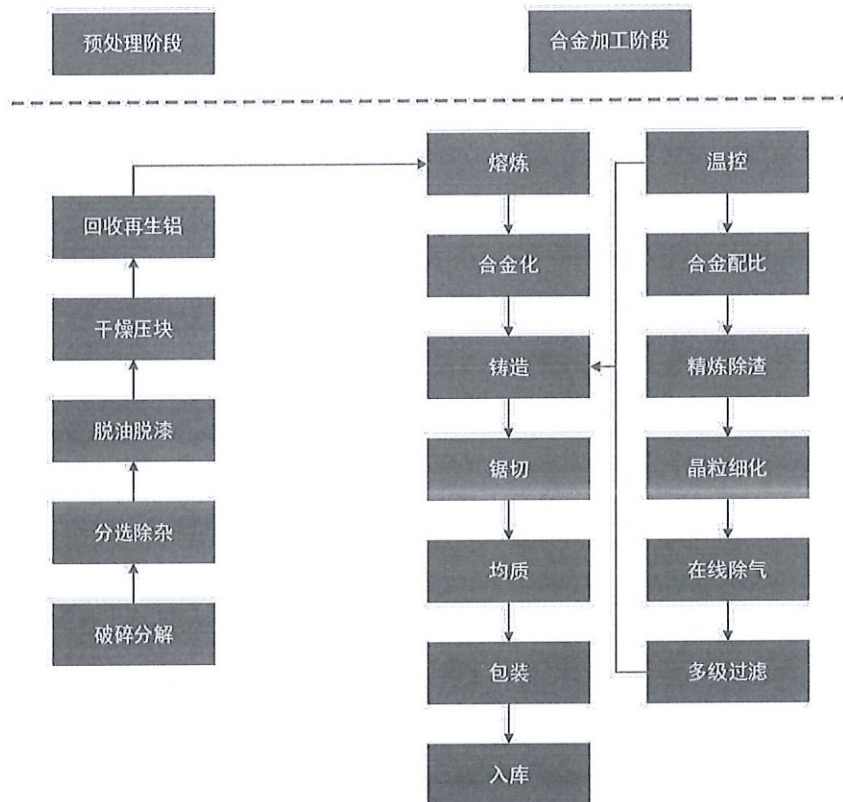 预处理阶段
合金加工阶段
回收再生铝
干燥压块
脱油脱漆
分选除杂
破碎分解
熔炼
合金化
铸造
锯切
均质
包装
入库
温控
合金配比
精炼除渣
晶粒细化
在线除气
多级过滤